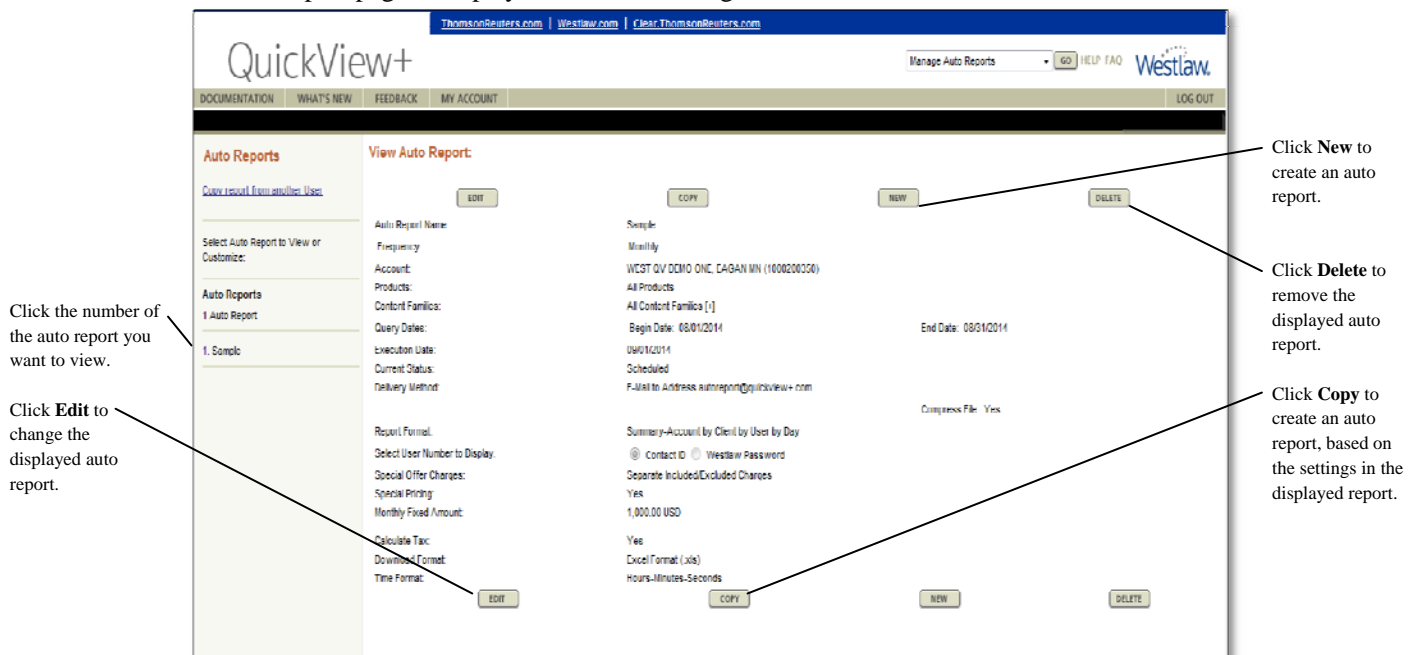 ThomsonReuters.com | Westlaw.com | Clear.ThomsonReuters.com
QuickView+
Manage Auto Reports GO HELP FAQ Westlaw.
DOCUMENTATION WHAT'S NEW FEEDBACK MY ACCOUNT LOG OUT
Auto Reports
Copy report from another User
Select Auto Report to View or
Customize:
Auto Reports
1 Auto Report
1. Sample
View Auto Report:
EDIT COPY NEW DELETE
Auto Report Name Sample
Frequency Monthly
Account: WEST QV DEMO ONE, EAGAN MN (1000200350)
Products: All Products
Content Families: All Content Families [+]
Query Dates: Begin Date: 08/01/2014 End Date: 08/31/2014
Execution Date: 09/01/2014
Current Status: Scheduled
Delivery Method: E-Mail to Address autoreport@quickview+.com
Compress File: Yes
Report Format: Summary-Account by Client by User by Day
Select User Number to Display: Contact ID Westlaw Password
Special Offer Charges: Separate Included/Excluded Charges
Special Pricing: Yes
Monthly Fixed Amount: 1,000.00 USD
Calculate Tax: Yes
Download Format: Excel Format (.xls)
Time Format: Hours-Minutes-Seconds
EDIT COPY NEW DELETE
Click the number of
the auto report you
want to view.
Click Edit to
change the
displayed auto
report.
Click New to
create an auto
report.
Click Delete to
remove the
displayed auto
report.
Click Copy to
create an auto
report, based on
the settings in the
displayed report.